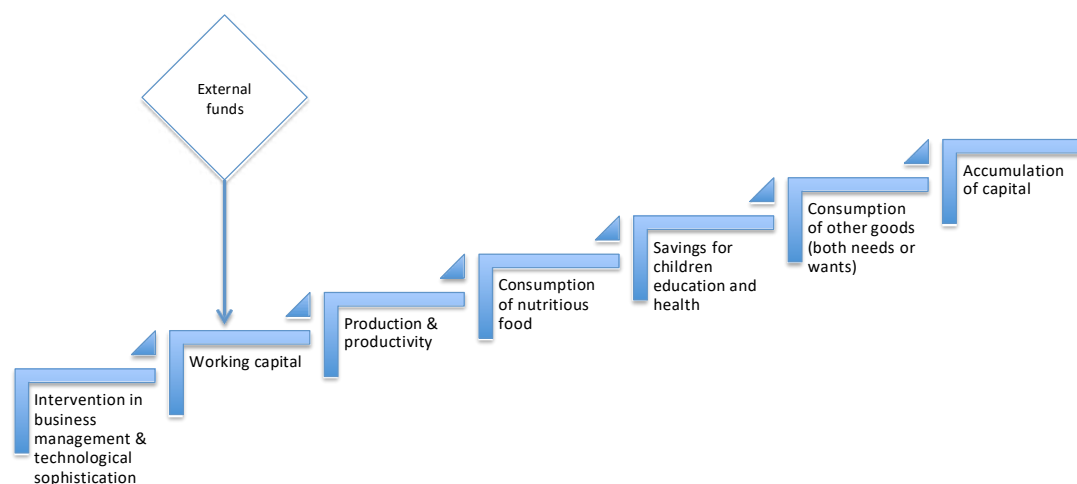 External
funds
Intervention in
business
management &
technological
sophistication
Working capital
Production &
productivity
Consumption
of nutritious
food
Savings for
children
education and
health
Consumption
of other goods
(both needs or
wants)
Accumulation
of capital